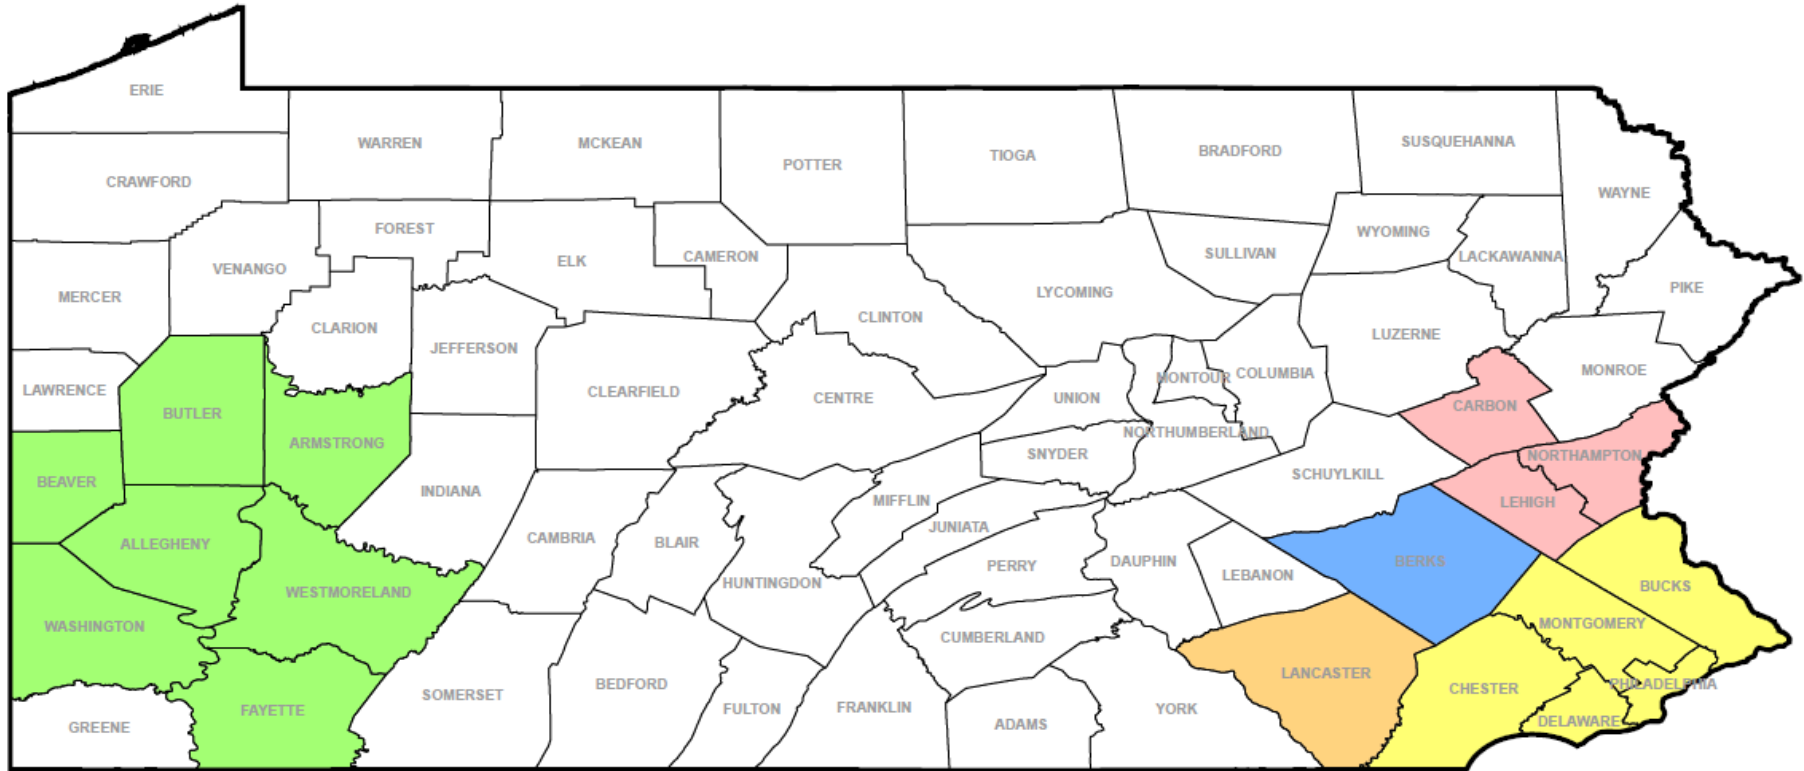 ERIE
WARREN
MCKEAN
POTTER
TIOGA
BRADFORD
SUSQUEHANNA
CRAWFORD
WAYNE
FOREST
VENANGO
ELK
CAMERON
SULLIVAN
WYOMING
LACKAWANNA
MERCER
CLARION
CLINTON
LYCOMING
PIKE
JEFFERSON
LUZERNE
LAWRENCE
BUTLER
CLEARFIELD
CENTRE
UNION
MONTOUR
COLUMBIA
MONROE
CARBON
ARMSTRONG
NORTHUMBERLAND
BEAVER
INDIANA
SNYDER
SCHUYLKILL
NORTHAMPTON
MIFFLIN
LEHIGH
ALLEGHENY
CAMBRIA
BLAIR
JUNIATA
PERRY
DAUPHIN
LEBANON
BERKS
WESTMORELAND
HUNTINGDON
BUCKS
WASHINGTON
CUMBERLAND
MONTGOMERY
SOMERSET
BEDFORD
LANCASTER
CHESTER
PHILADELPHIA
GREENE
FAYETTE
FULTON
FRANKLIN
ADAMS
YORK
DELAWARE